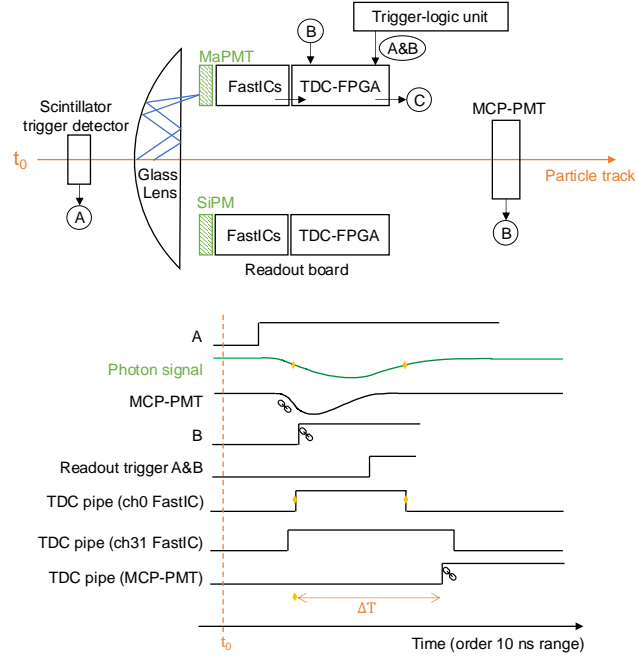 Trigger-logic unit
B
A&B
MaPMT
FastICs
TDC-FPGA
C
Scintillator
trigger detector
MCP-PMT
t0
Glass
Lens
Particle track
A
SiPM
FastICs
TDC-FPGA
B
Readout board
A
Photon signal
MCP-PMT
B
Readout trigger A&B
TDC pipe (ch0 FastIC)
TDC pipe (ch31 FastIC)
TDC pipe (MCP-PMT)
ΔT
t0
Time (order 10 ns range)